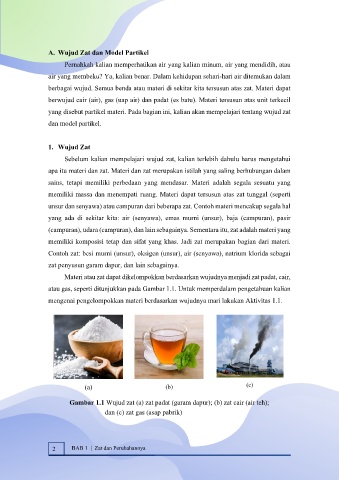 A. Wujud Zat dan Model Partikel
Pernahkah kalian memperhatikan air yang kalian minum, air yang mendidih, atau
air yang membeku? Ya, kalian benar. Dalam kehidupan sehari-hari air ditemukan dalam
berbagai wujud. Semua benda atau materi di sekitar kita tersusun atas zat. Materi dapat
berwujud cair (air), gas (uap air) dan padat (es batu). Materi tersusun atas unit terkecil
yang disebut partikel materi. Pada bagian ini, kalian akan mempelajari tentang wujud zat
dan model partikel.
1. Wujud Zat
Sebelum kalian mempelajari wujud zat, kalian terlebih dahulu harus mengetahui
apa itu materi dan zat. Materi dan zat merupakan istilah yang saling berhubungan dalam
sains, tetapi memiliki perbedaan yang mendasar. Materi adalah segala sesuatu yang
memiliki massa dan menempati ruang. Materi dapat tersusun atas zat tunggal (seperti
unsur dan senyawa) atau campuran dari beberapa zat. Contoh materi mencakup segala hal
yang ada di sekitar kita: air (senyawa), emas murni (unsur), baja (campuran), pasir
(campuran), udara (campuran), dan lain sebagainya. Sementara itu, zat adalah materi yang
memiliki komposisi tetap dan sifat yang khas. Jadi zat merupakan bagian dari materi.
Contoh zat: besi murni (unsur), oksigen (unsur), air (senyawa), natrium klorida sebagai
zat penyusun garam dapur, dan lain sebagainya.
Materi atau zat dapat dikelompokkan berdasarkan wujudnya menjadi zat padat, cair,
atau gas, seperti ditunjukkan pada Gambar 1.1. Untuk memperdalam pengetahuan kalian
mengenai pengelompokkan materi berdasarkan wujudnya mari lakukan Aktivitas 1.1.
(a) (b) (c)
Gambar 1.1 Wujud zat (a) zat padat (garam dapur); (b) zat cair (air teh);
dan (c) zat gas (asap pabrik)
2 BAB 1 | Zat dan Perubahannya